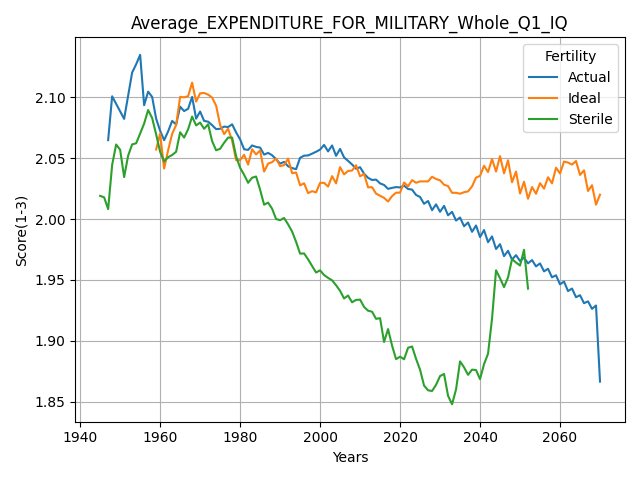 Average_EXPENDITURE_FOR_MILITARY_Whole_Q1_IQ
Fertility
Actual
Ideal
Sterile
Score(1-3)
2.10
2.05
2.00
1.95
1.90
1.85
1940 1960 1980 2000 2020 2040 2060
Years